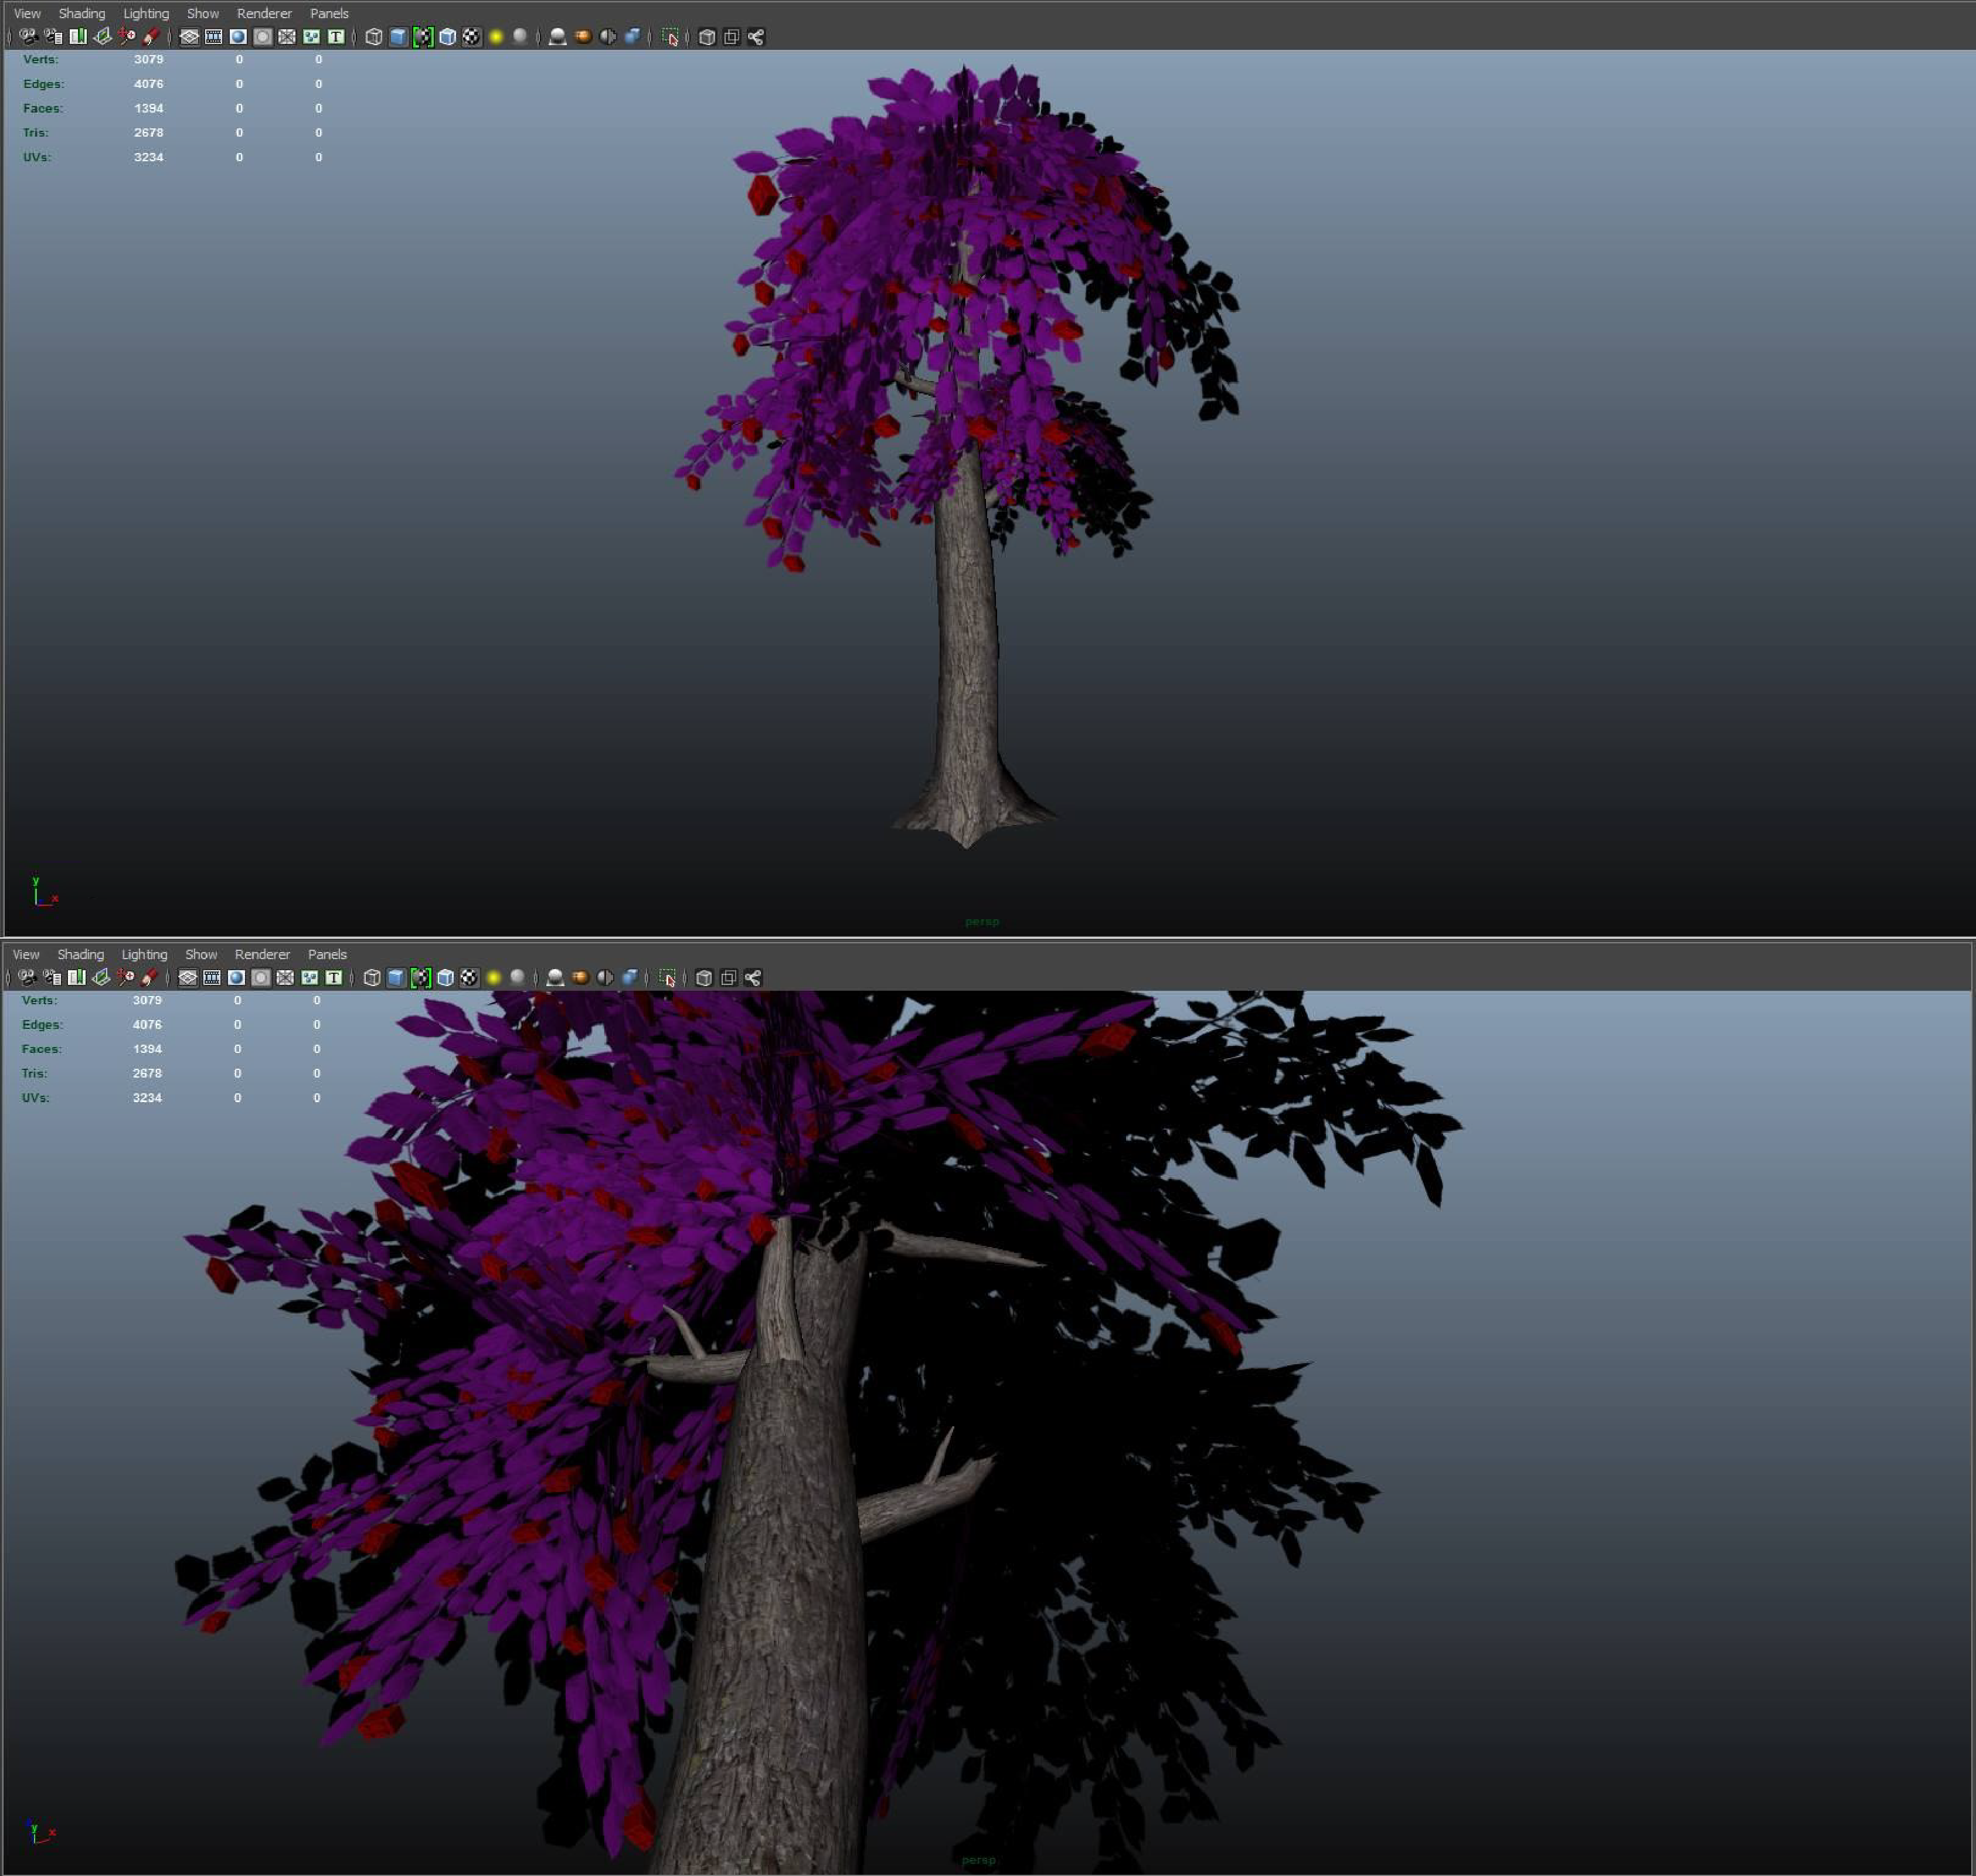 View Shading Lighting Show Renderer Panels
T
Verts: 3079 0 0
Edges: 4076 0 0
Faces: 1394 0 0
Tris: 2678 0 0
UVs: 3234 0 0
y
x
persp
View Shading Lighting Show Renderer Panels
T
Verts: 3079 0 0
Edges: 4076 0 0
Faces: 1394 0 0
Tris: 2678 0 0
UVs: 3234 0 0
y
x
persp